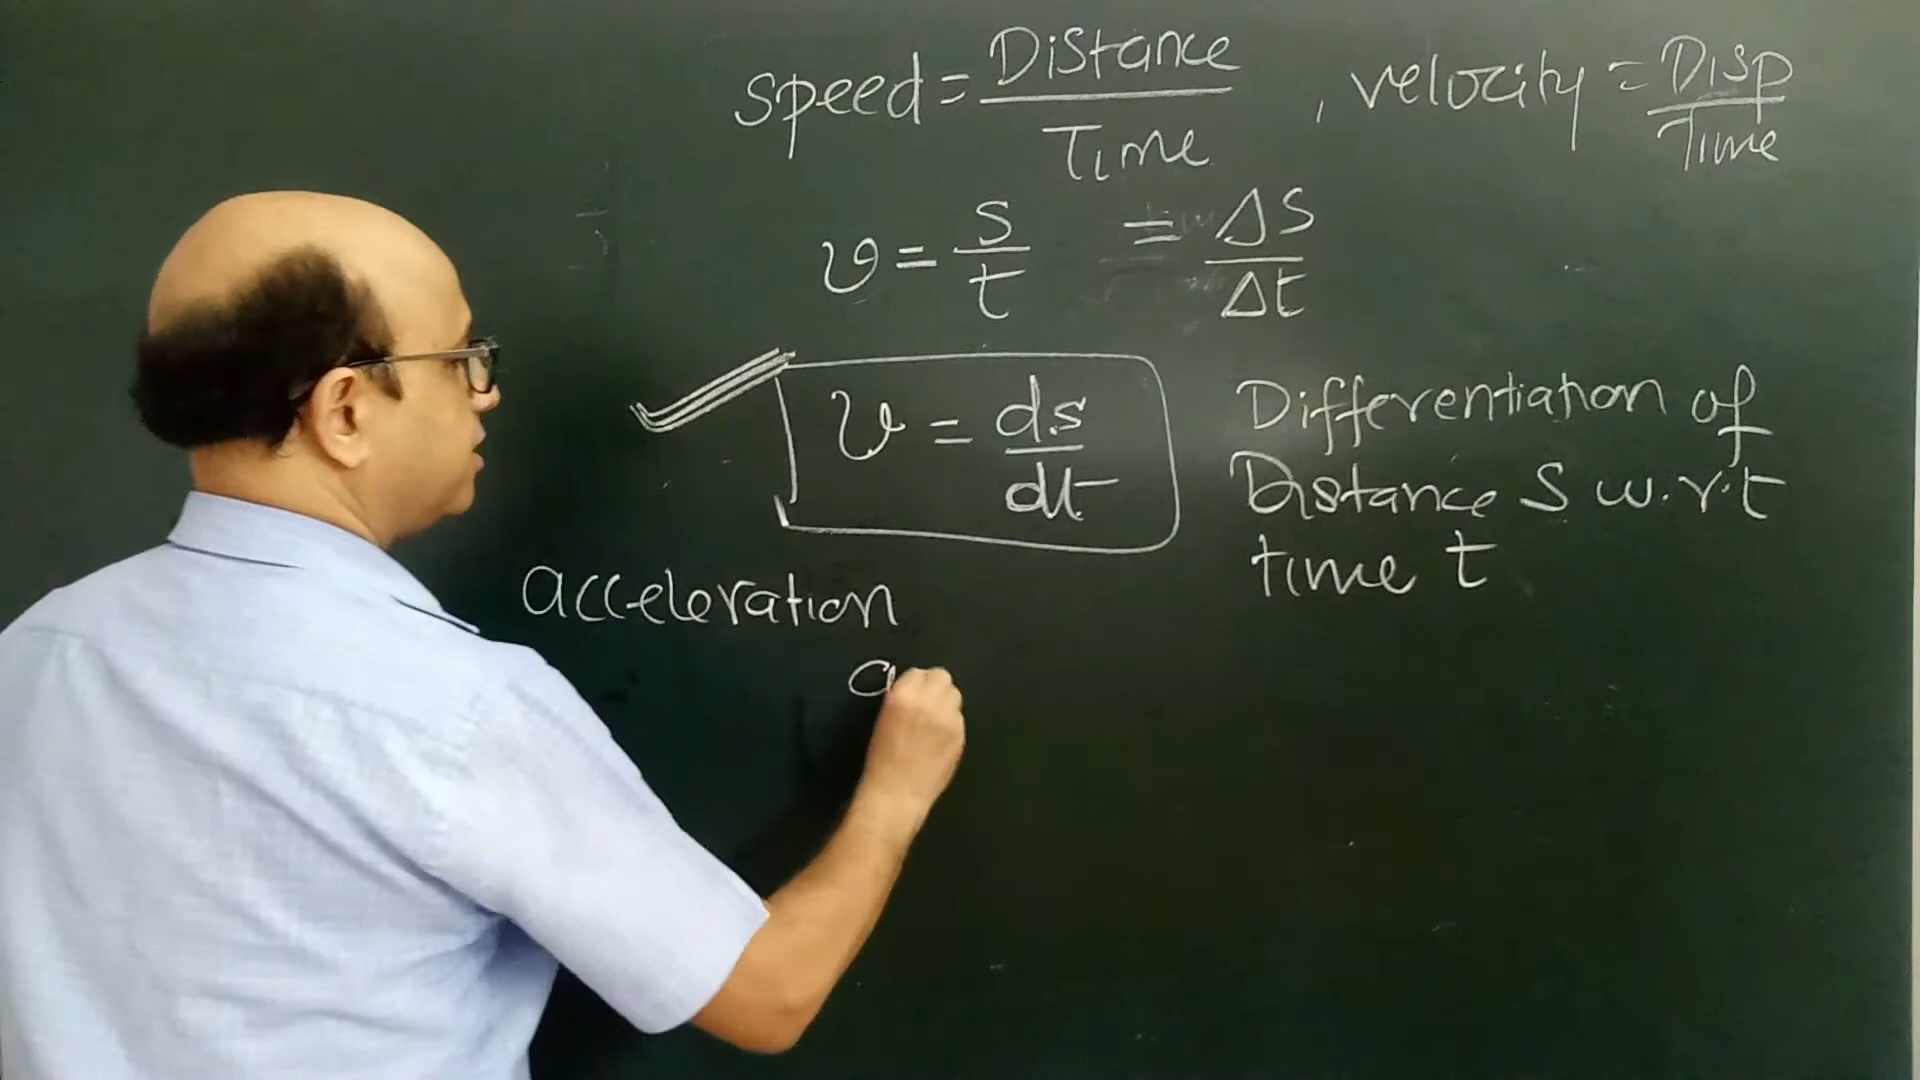 speed = Distance / Time , velocity = Disp / Time
v = s / t = Δs / Δt
v = ds / dt
Differentiation of
Distance S w.r.t
time t
acceleration
a